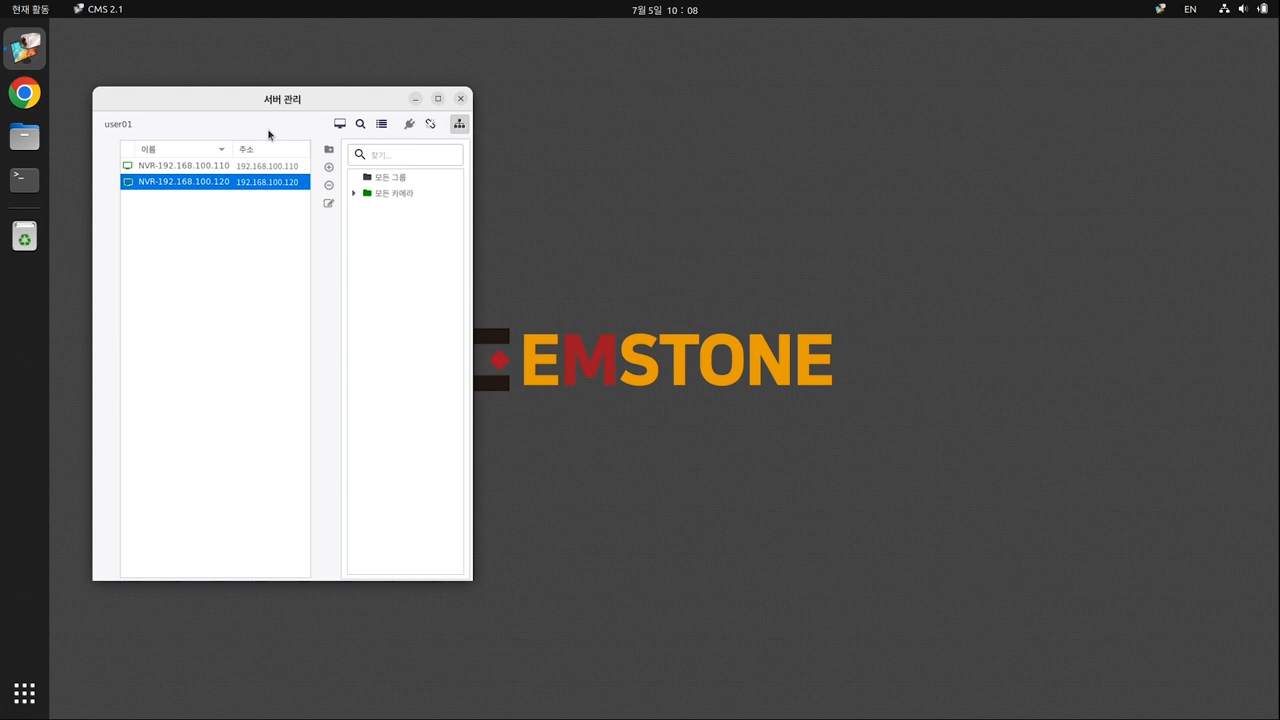 현재 활동
CMS 2.1
7월 5일 10 : 08
EN
서버 관리
user01
이름
주소
찾기...
NVR-192.168.100.110
192.168.100.110
모든 그룹
NVR-192.168.100.120
192.168.100.120
모든 카메라
EMSTONE